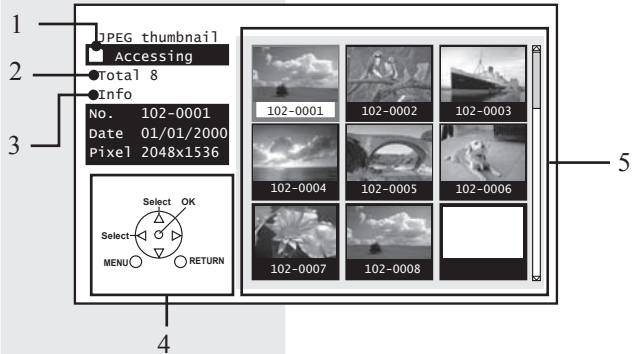 1
JPEG thumbnail
Accessing
2
Total 8
3
Info
No. 102-0001
Date 01/01/2000
Pixel 2048x1536
Select OK
Select
MENU RETURN
4
102-0001 102-0002 102-0003
102-0004 102-0005 102-0006
102-0007 102-0008
5